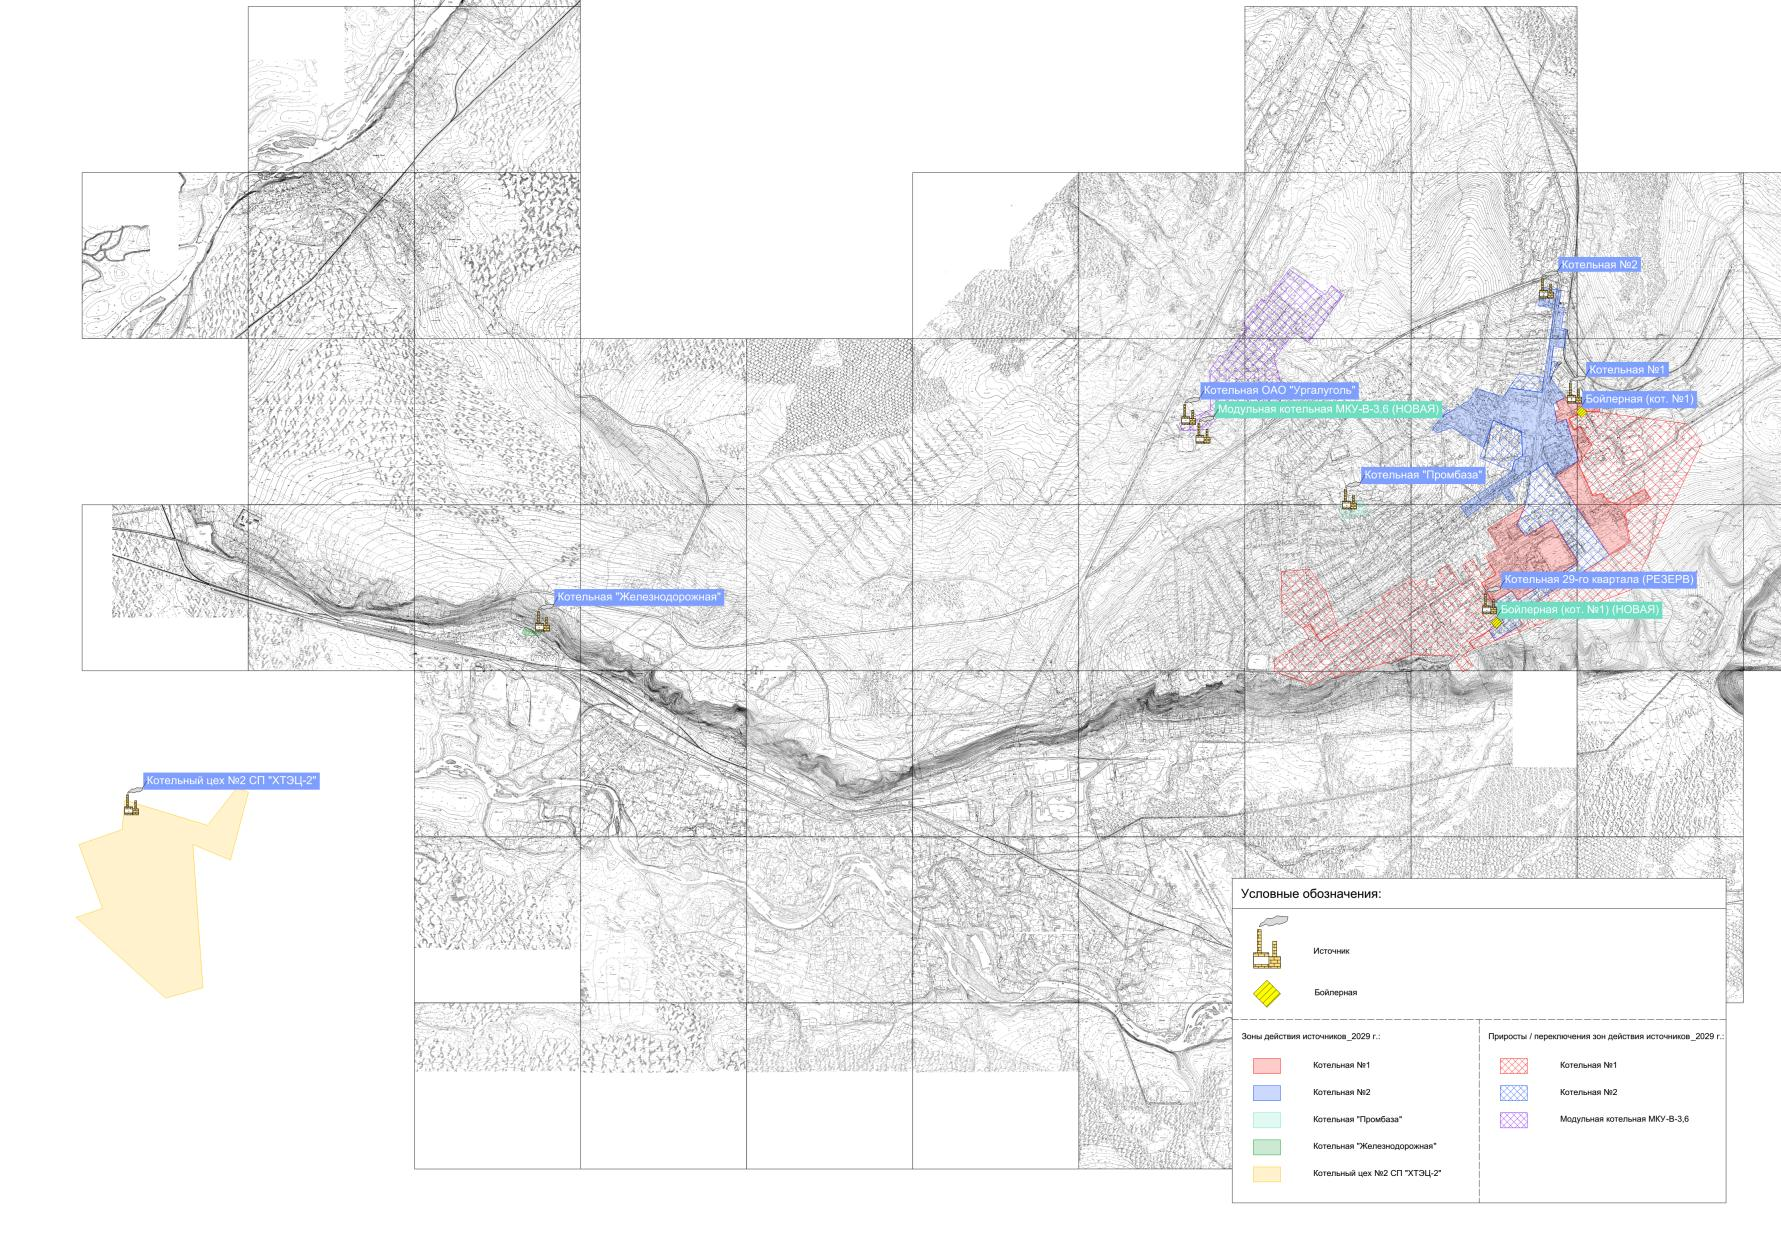 Котельная №2
Котельная №1
Котельная ОАО "Ургалуголь"
Бойлерная (кот. №1)
Модульная котельная МКУ-В-3,6 (НОВАЯ)
Котельная "Промбаза"
Котельная 29-го квартала (РЕЗЕРВ)
Котельная "Железнодорожная"
Бойлерная (кот. №1) (НОВАЯ)
Котельный цех №2 СП "ХТЭЦ-2"
Условные обозначения:
Источник
Бойлерная
Зоны действия источников_2029 г.:
Котельная №1
Котельная №2
Котельная "Промбаза"
Котельная "Железнодорожная"
Котельный цех №2 СП "ХТЭЦ-2"
Приросты / переключения зон действия источников_2029 г.:
Котельная №1
Котельная №2
Модульная котельная МКУ-В-3,6